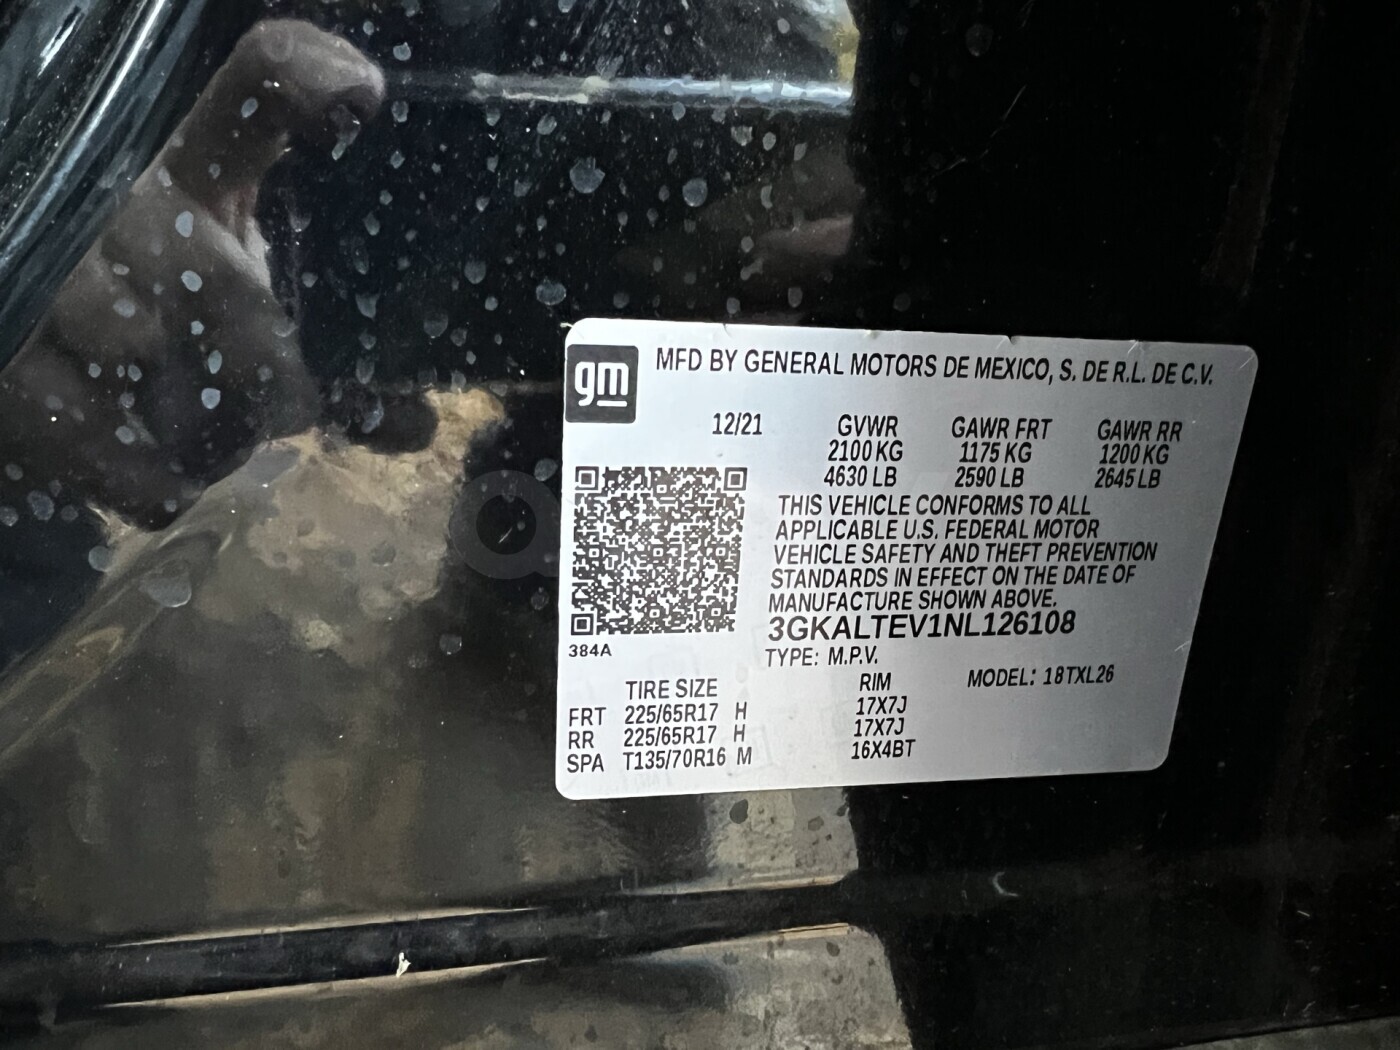 gm MFD BY GENERAL MOTORS DE MEXICO, S. DE R.L. DE C.V.
12/21 GVWR GAWR FRT GAWR RR
2100 KG 1175 KG 1200 KG
4630 LB 2590 LB 2645 LB
THIS VEHICLE CONFORMS TO ALL
APPLICABLE U.S. FEDERAL MOTOR
VEHICLE SAFETY AND THEFT PREVENTION
STANDARDS IN EFFECT ON THE DATE OF
MANUFACTURE SHOWN ABOVE.
3GKALTEV1NL126108
384A
TYPE: M.P.V. MODEL: 18TXL26
TIRE SIZE RIM
FRT 225/65R17 H 17X7J
RR 225/65R17 H 17X7J
SPA T135/70R16 M 16X4BT